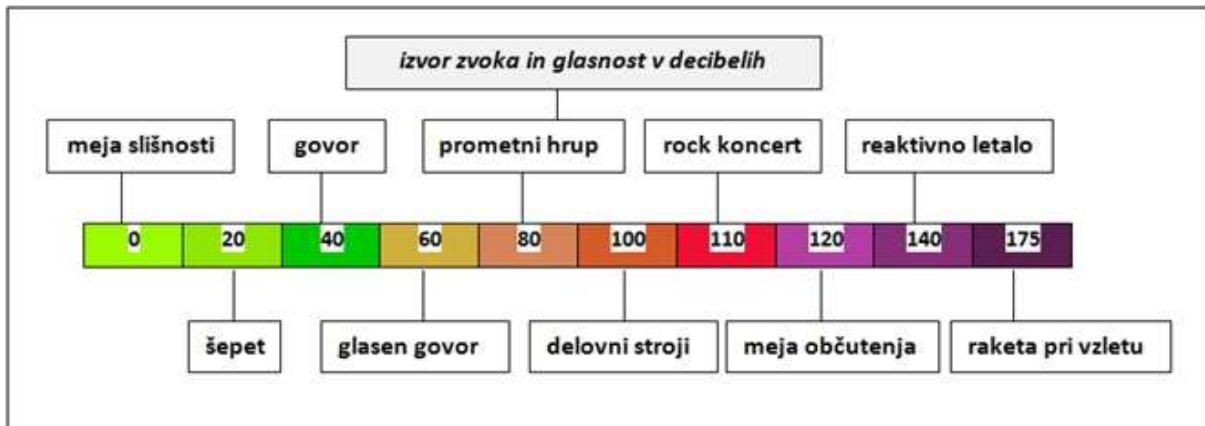 izvor zvoka in glasnost v decibelih
meja slišnosti
govor
prometni hrup
rock koncert
reaktivno letalo
0
20
40
60
80
100
110
120
140
175
šepet
glasen govor
delovni stroji
meja občutenja
raketa pri vzletu